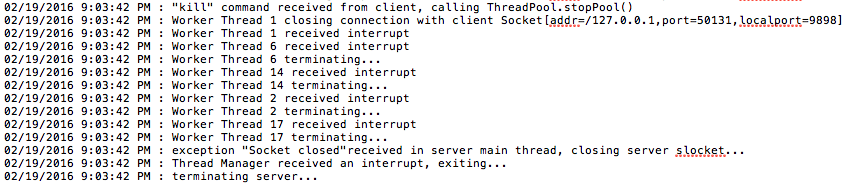 02/19/2016 9:03:42 PM : "kill" command received from client, calling ThreadPool.stopPool()
02/19/2016 9:03:42 PM : Worker Thread 1 closing connection with client Socket[addr=/127.0.0.1,port=50131,localport=9898]
02/19/2016 9:03:42 PM : Worker Thread 1 received interrupt
02/19/2016 9:03:42 PM : Worker Thread 6 received interrupt
02/19/2016 9:03:42 PM : Worker Thread 6 terminating...
02/19/2016 9:03:42 PM : Worker Thread 14 received interrupt
02/19/2016 9:03:42 PM : Worker Thread 14 terminating...
02/19/2016 9:03:42 PM : Worker Thread 2 received interrupt
02/19/2016 9:03:42 PM : Worker Thread 2 terminating...
02/19/2016 9:03:42 PM : Worker Thread 17 received interrupt
02/19/2016 9:03:42 PM : Worker Thread 17 terminating...
02/19/2016 9:03:42 PM : exception "Socket closed"received in server main thread, closing server slocket...
02/19/2016 9:03:42 PM : Thread Manager received an interrupt, exiting...
02/19/2016 9:03:42 PM : terminating server...